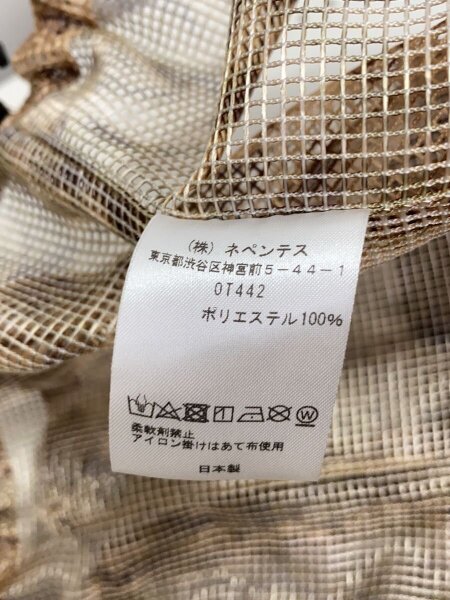 （株）ネペンテス
東京都渋谷区神宮前５−４４−１
OT442
ポリエステル100%
柔軟剤禁止
アイロン掛けはあて布使用
日本製